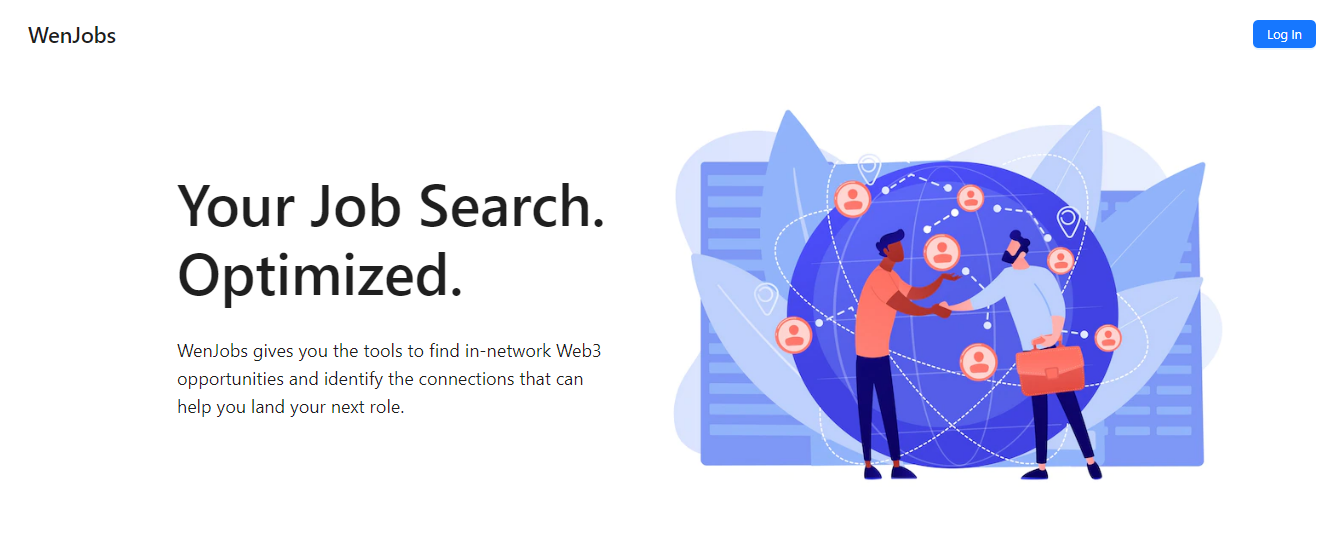 WenJobs
Log In
Your Job Search.
Optimized.
WenJobs gives you the tools to find in-network Web3
opportunities and identify the connections that can
help you land your next role.